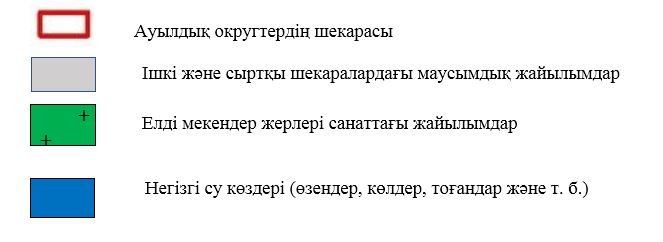 Ауылдық округтердің шекарасы
Ішкі және сыртқы шекаралардағы маусымдық жайылымдар
Елді мекендер жерлері санаттағы жайылымдар
Негізгі су көздері (өзендер, көлдер, тоғандар және т. б.)